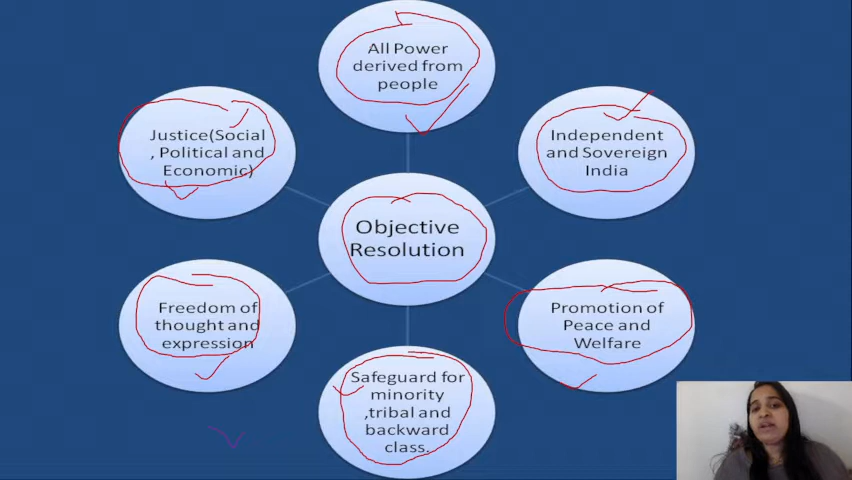 All Power
derived from
people
Justice(Social
, Political and
Economic)
Independent
and Sovereign
India
Objective
Resolution
Freedom of
thought and
expression
Promotion of
Peace and
Welfare
Safeguard for
minority
,tribal and
backward
class.